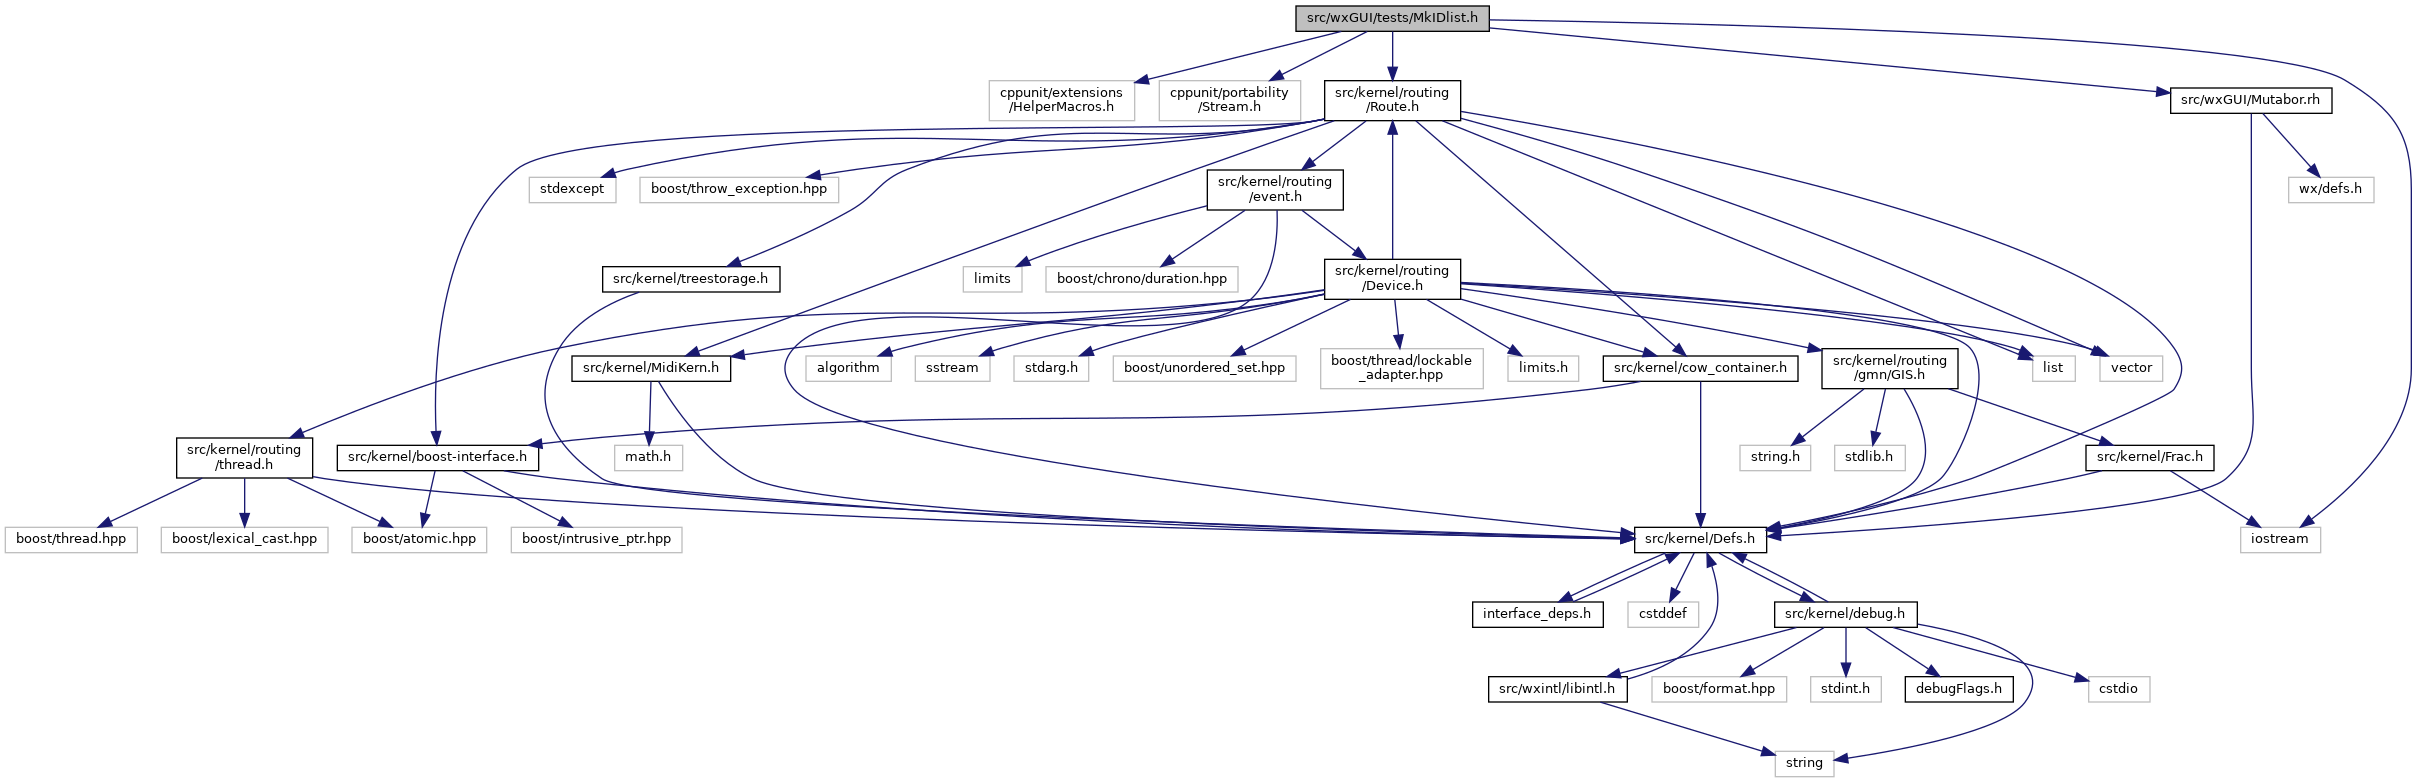 src/wxGUI/tests/MkIDlist.h
cppunit/extensions
/HelperMacros.h
cppunit/portability
/Stream.h
src/kernel/routing
/Route.h
src/wxGUI/Mutabor.rh
stdexcept
boost/throw_exception.hpp
src/kernel/routing
/event.h
wx/defs.h
src/kernel/treestorage.h
limits
boost/chrono/duration.hpp
src/kernel/routing
/Device.h
src/kernel/MidiKern.h
algorithm
sstream
stdarg.h
boost/unordered_set.hpp
boost/thread/lockable
_adapter.hpp
limits.h
src/kernel/cow_container.h
src/kernel/routing
/gmn/GIS.h
list
vector
src/kernel/routing
/thread.h
src/kernel/boost-interface.h
math.h
string.h
stdlib.h
src/kernel/Frac.h
boost/thread.hpp
boost/lexical_cast.hpp
boost/atomic.hpp
boost/intrusive_ptr.hpp
src/kernel/Defs.h
iostream
interface_deps.h
cstddef
src/kernel/debug.h
src/wxintl/libintl.h
boost/format.hpp
stdint.h
debugFlags.h
cstdio
string